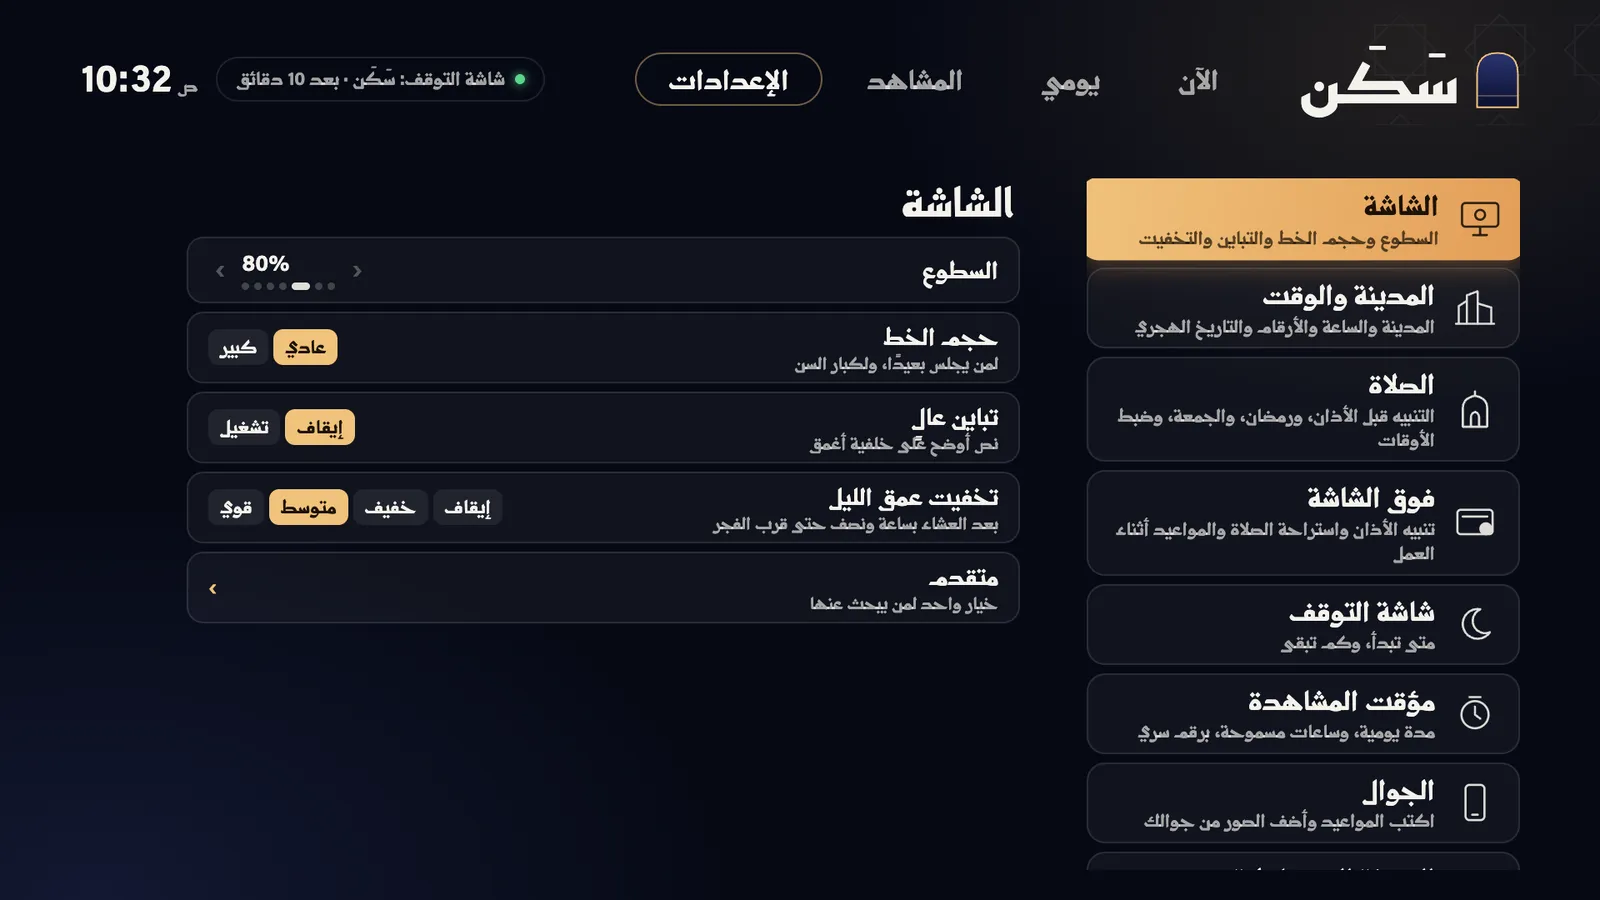 سَكَن
الآن
يومي
المشاهد
الإعدادات
شاشة التوقف: سَكَن · بعد 10 دقائق
10:32 ص
الشاشة
السطوع وحجم الخط والتباين والتخفيت
المدينة والوقت
المدينة والساعة والأرقام والتاريخ الهجري
الصلاة
التنبيه قبل الأذان، ورمضان، والجمعة، وضبط
الأوقات
فوق الشاشة
تنبيه الأذان واستراحة الصلاة والمواعيد أثناء
العمل
شاشة التوقف
متى تبدأ، وكم تبقى
مؤقت المشاهدة
مدة يومية، وساعات مسموحة، برقم سري
الجوال
اكتب المواعيد وأضف الصور من جوالك
الشاشة
السطوع
80%
حجم الخط
لمن يجلس بعيدًا، ولكبار السن
عادي
كبير
تباين عالٍ
نص أوضح على خلفية أغمق
إيقاف
تشغيل
تخفيت عمق الليل
بعد العشاء بساعة ونصف حتى قرب الفجر
إيقاف
خفيف
متوسط
قوي
متقدم
خيار واحد لمن يبحث عنها